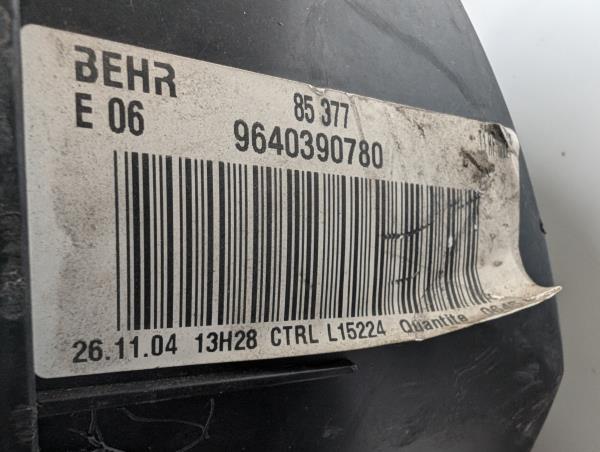 BEHR
E 06
85 377
9640390780
26.11.04 13H28 CTRL L15224 Quantite